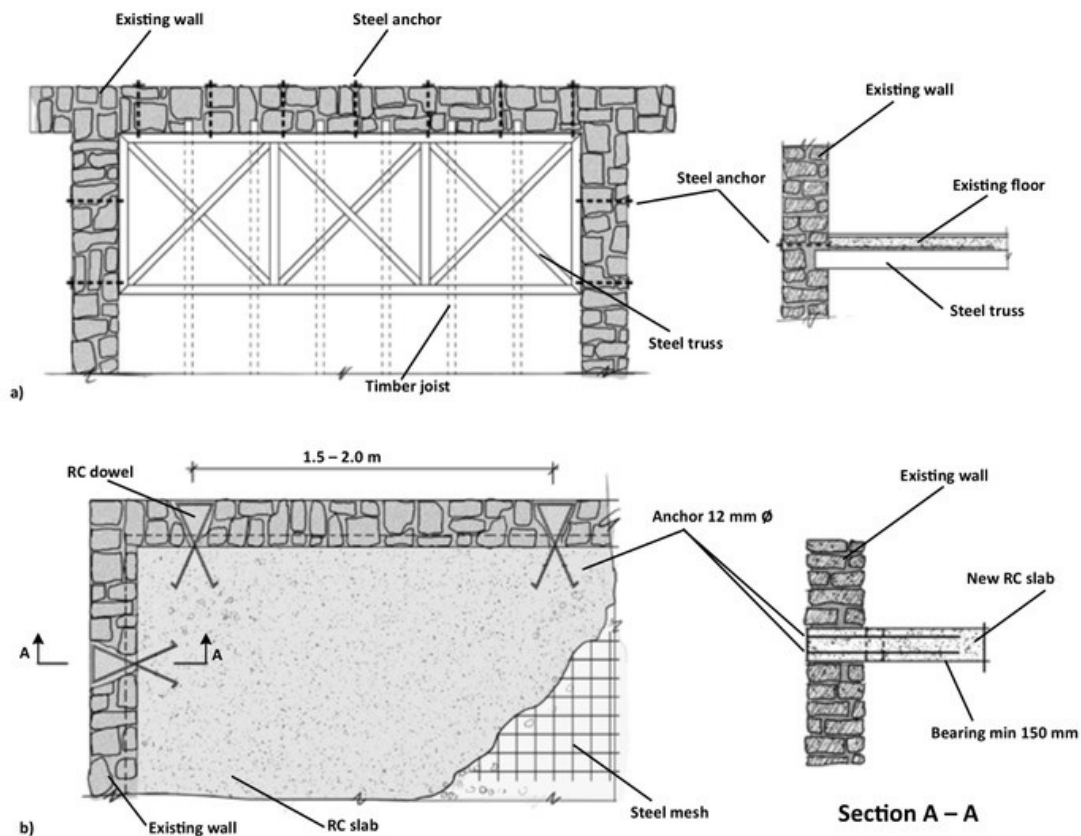 a)
Existing wall
Steel anchor
Existing wall
Steel anchor
Existing floor
Steel truss
Steel truss
Timber joist
b)
1.5 – 2.0 m
RC dowel
Existing wall
Anchor 12 mm Ø
New RC slab
A
A
Bearing min 150 mm
Steel mesh
Existing wall
RC slab
Section A – A